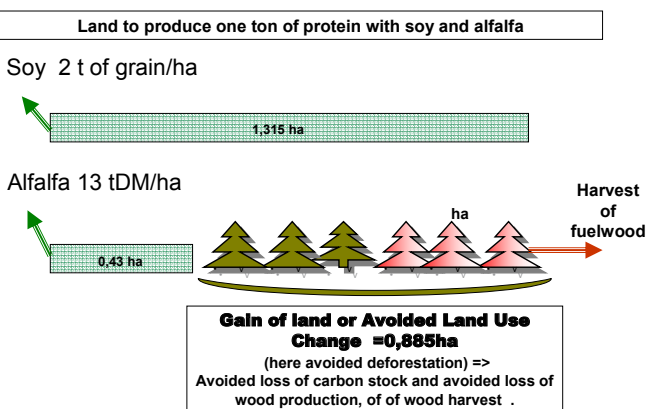 Land to produce one ton of protein with soy and alfalfa
Soy 2 t of grain/ha
1,315 ha
Alfalfa 13 tDM/ha
ha
Harvest
of
fuelwood
0,43 ha
Gain of land or Avoided Land Use
Change =0,885ha
(here avoided deforestation) =>
Avoided loss of carbon stock and avoided loss of
wood production, of of wood harvest .